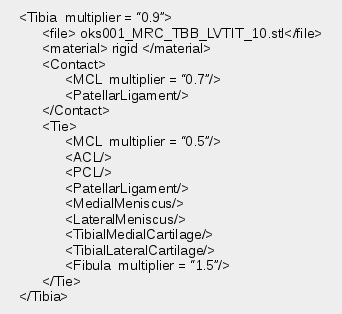 <Tibia  multiplier = “0.9”>
<file> oks001_MRC_TBB_LVTIT_10.stl</file>
<material> rigid </material>
<Contact>
<MCL  multiplier = “0.7”/>
<PatellarLigament/>
</Contact>
<Tie>
<MCL  multiplier = “0.5”/>
<ACL/>
<PCL/>
<PatellarLigament/>
<MedialMeniscus/>
<LateralMeniscus/>
<TibialMedialCartilage/>
<TibialLateralCartilage/>
<Fibula  multiplier = “1.5”/>
</Tie>
</Tibia>